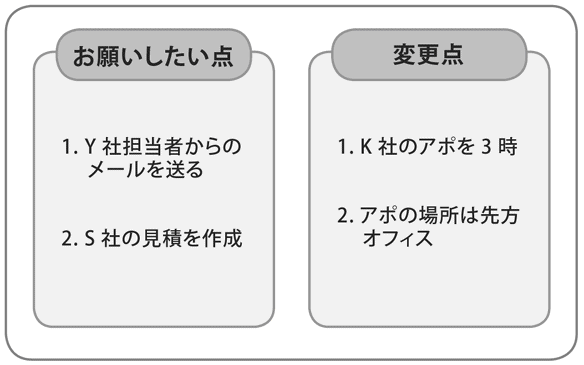 お願いしたい点
1. Y 社担当者からの
メールを送る
2. S 社の見積を作成
変更点
1. K 社のアポを 3 時
2. アポの場所は先方
オフィス